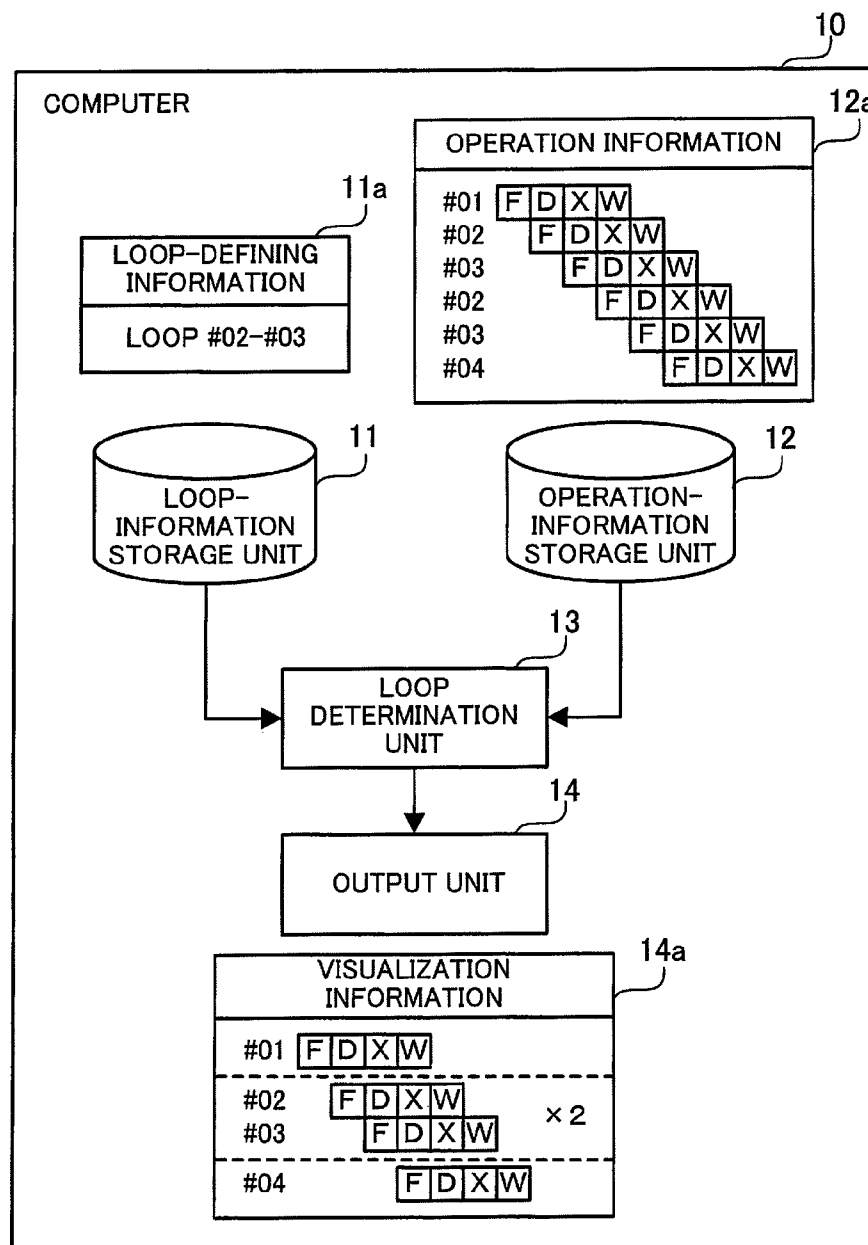 10
COMPUTER
12a
OPERATION INFORMATION
#01 F D X W
#02 F D X W
#03 F D X W
#02 F D X W
#03 F D X W
#04 F D X W
11a
LOOP-DEFINING
INFORMATION
LOOP #02-#03
11
LOOP-
INFORMATION
STORAGE UNIT
12
OPERATION-
INFORMATION
STORAGE UNIT
13
LOOP
DETERMINATION
UNIT
14
OUTPUT UNIT
14a
VISUALIZATION
INFORMATION
#01 F D X W
#02 F D X W
#03 F D X W
×2
#04 F D X W